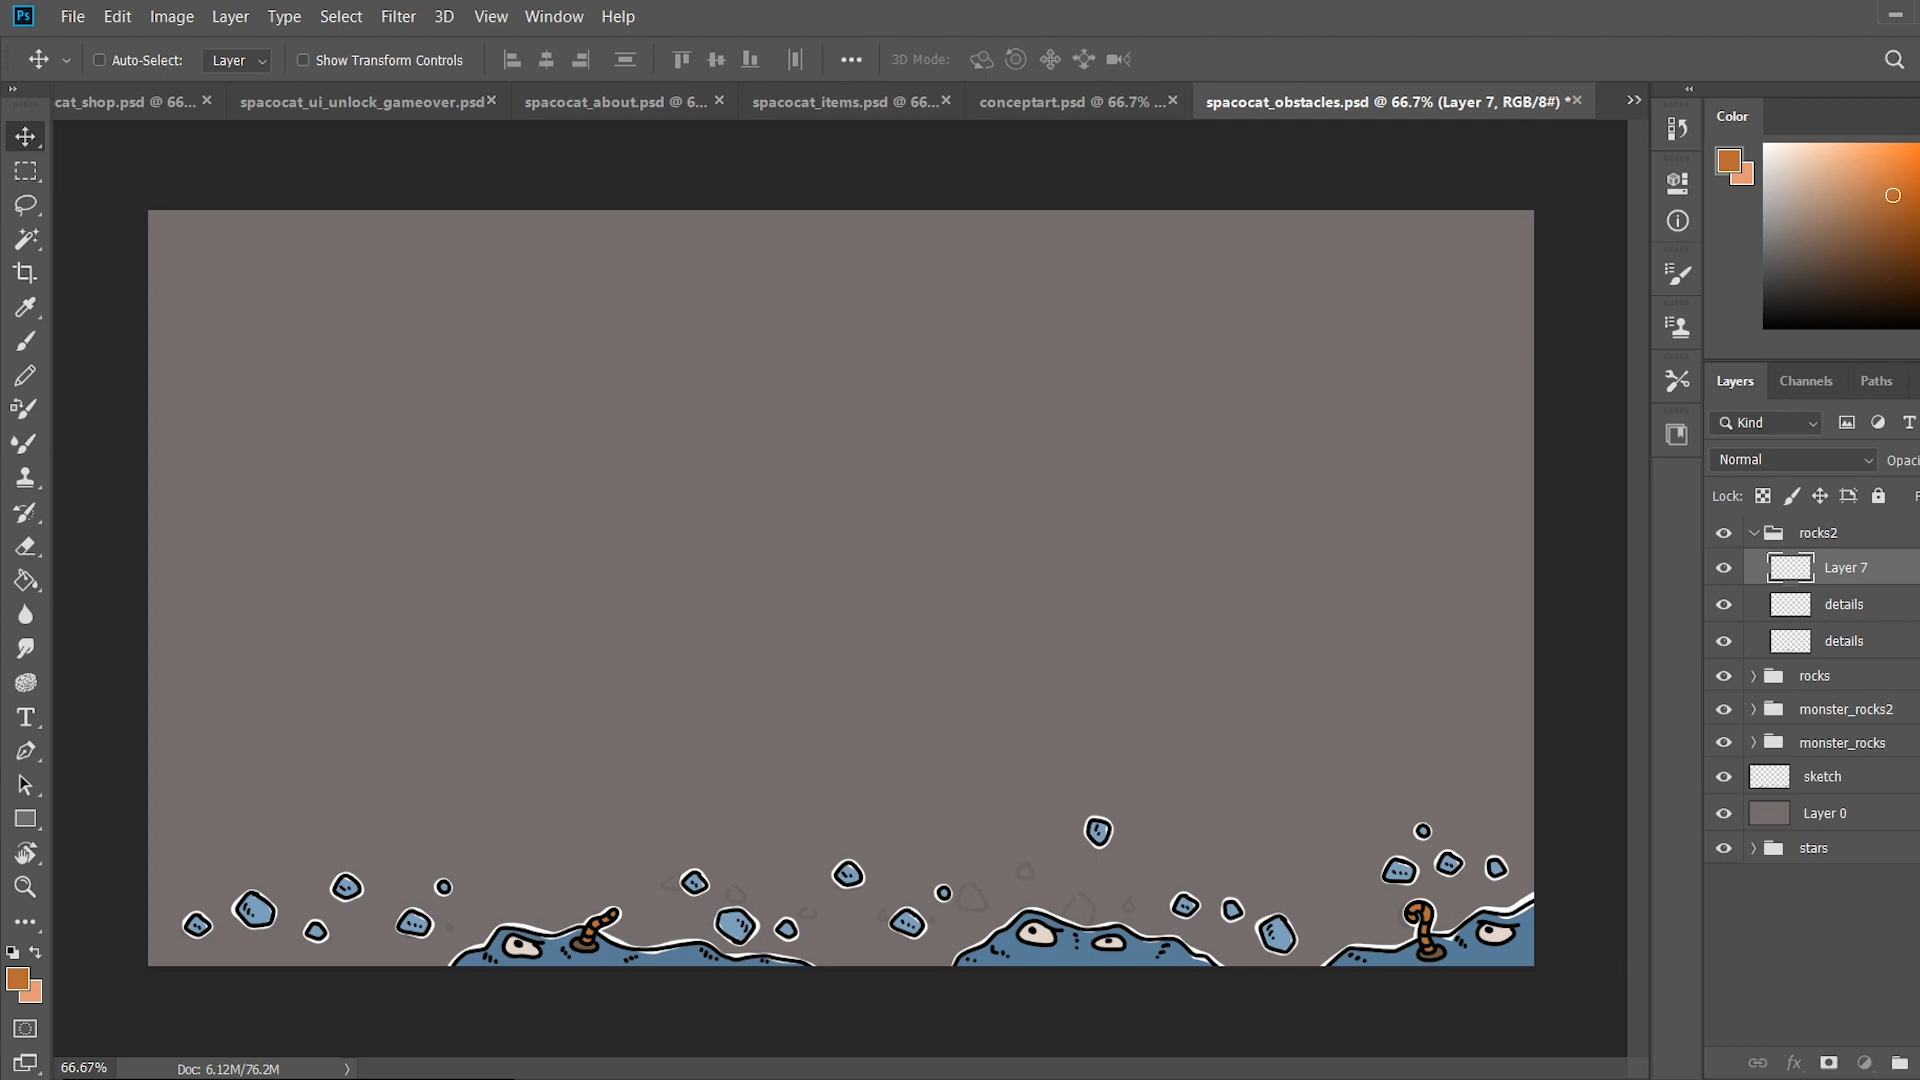 Ps File Edit Image Layer Type Select Filter 3D View Window Help
Auto-Select: Layer Show Transform Controls 3D Mode:
cat_shop.psd @ 66... spacocat_ui_unlock_gameover.psd spacocat_about.psd @ 6... spacocat_items.psd @ 66... conceptart.psd @ 66.7% ... spacocat_obstacles.psd @ 66.7% (Layer 7, RGB/8#) *
Color
Layers Channels Paths
Kind
Normal Opaci
Lock: F
rocks2
Layer 7
details
details
rocks
monster_rocks2
monster_rocks
sketch
Layer 0
stars
fx
66.67% Doc: 6.12M/76.2M